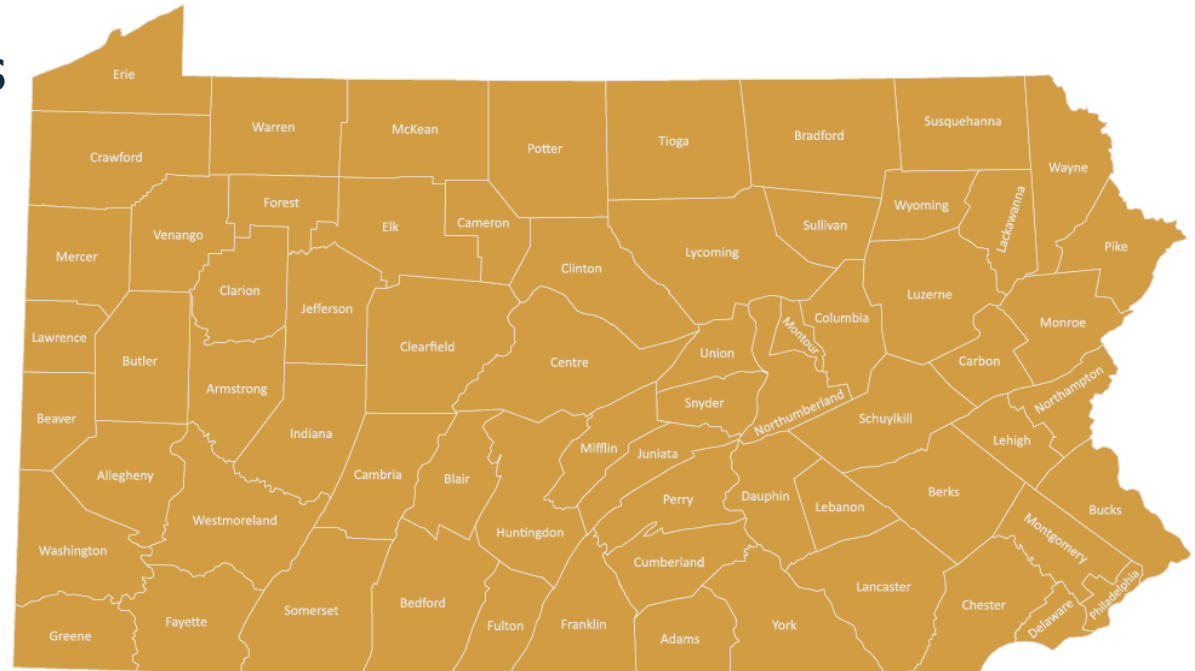 s
Erie
Warren
McKean
Potter
Tioga
Bradford
Susquehanna
Wayne
Crawford
Forest
Elk
Cameron
Venango
Mercer
Clarion
Jefferson
Clinton
Lycoming
Sullivan
Wyoming
Lackawanna
Pike
Luzerne
Monroe
Lawrence
Butler
Armstrong
Clearfield
Centre
Union
Montour
Columbia
Carbon
Northampton
Beaver
Indiana
Snyder
Northumberland
Schuylkill
Lehigh
Allegheny
Cambria
Blair
Mifflin
Juniata
Perry
Dauphin
Lebanon
Berks
Bucks
Westmoreland
Huntingdon
Montgomery
Washington
Cumberland
Lancaster
Philadelphia
Greene
Fayette
Somerset
Bedford
Fulton
Franklin
Adams
York
Chester
Delaware